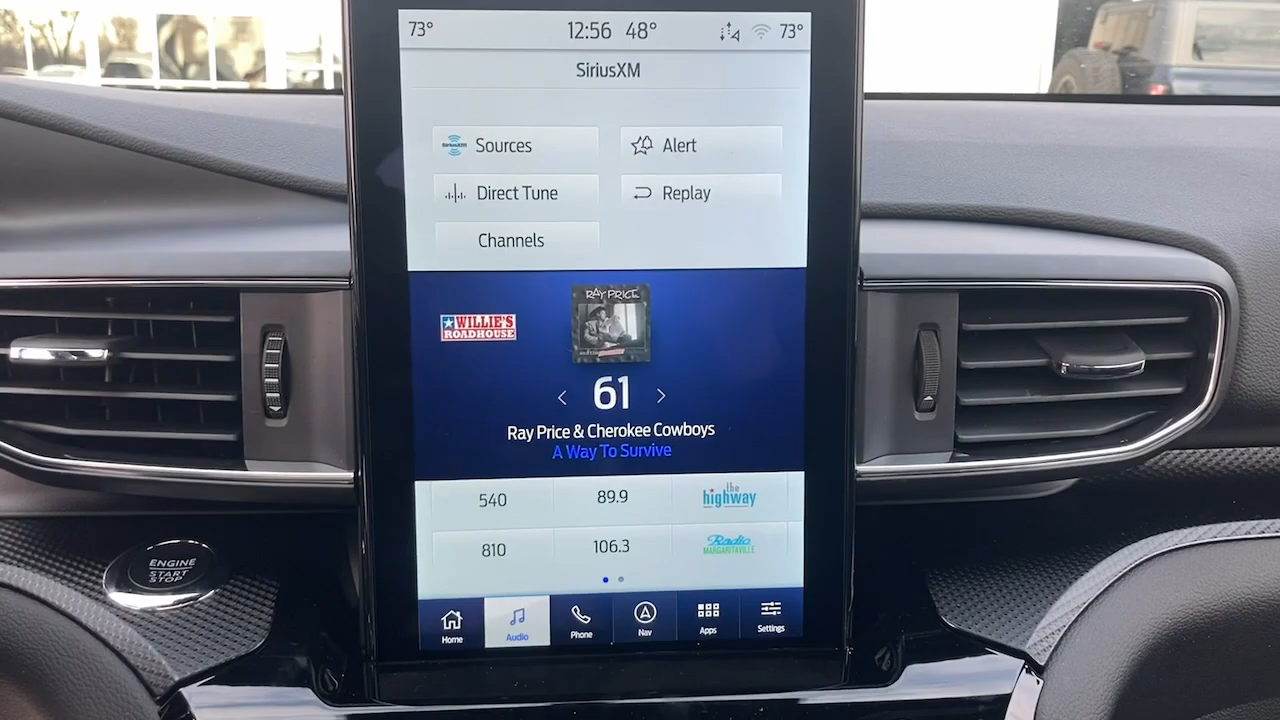 73° 12:56 48° 73°
SiriusXM
SiriusXM Sources
Alert
Direct Tune
Replay
Channels
WILLIE'S
ROADHOUSE
RAY PRICE
61
Ray Price & Cherokee Cowboys
A Way To Survive
540 89.9 the highway
810 106.3 Radio
MARGARITAVILLE
ENGINE
START
STOP
Home Audio Phone Nav Apps Settings